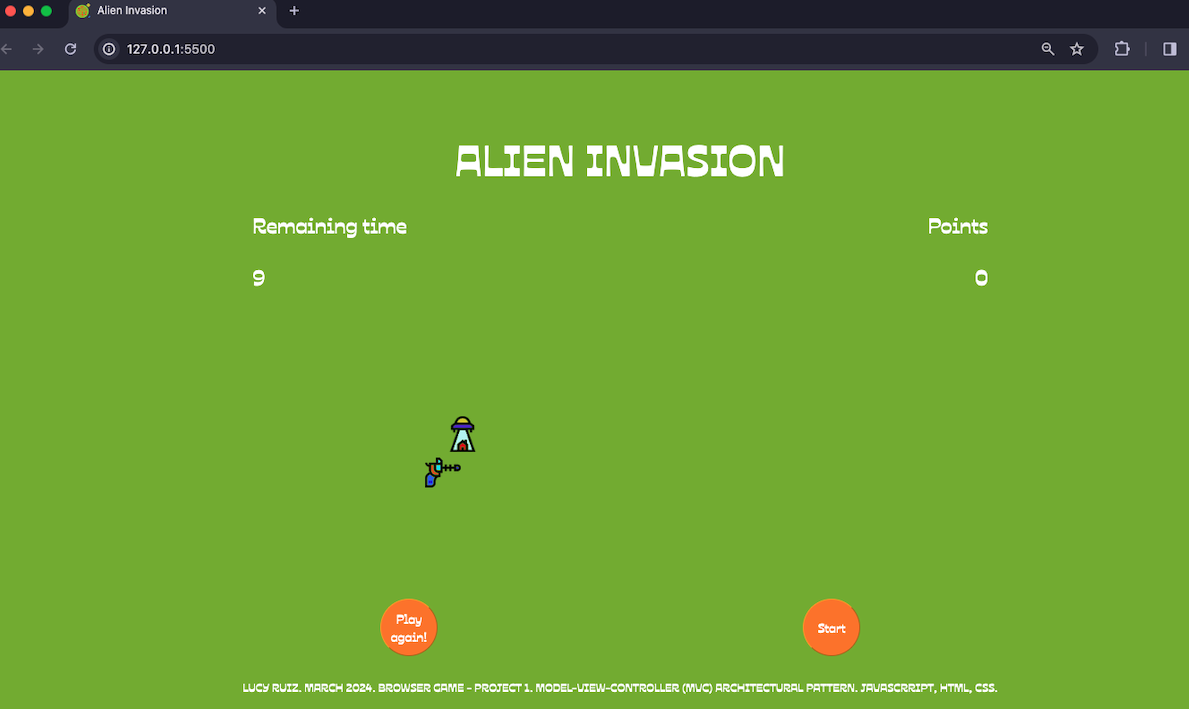 Alien Invasion
127.0.0.1:5500
ALIEN INVASION
Remaining time
Points
9
0
Play
again!
Start
LUCY RUIZ. MARCH 2024. BROWSER GAME - PROJECT 1. MODEL-VIEW-CONTROLLER (MVC) ARCHITECTURAL PATTERN. JAVASCRRIPT, HTML, CSS.